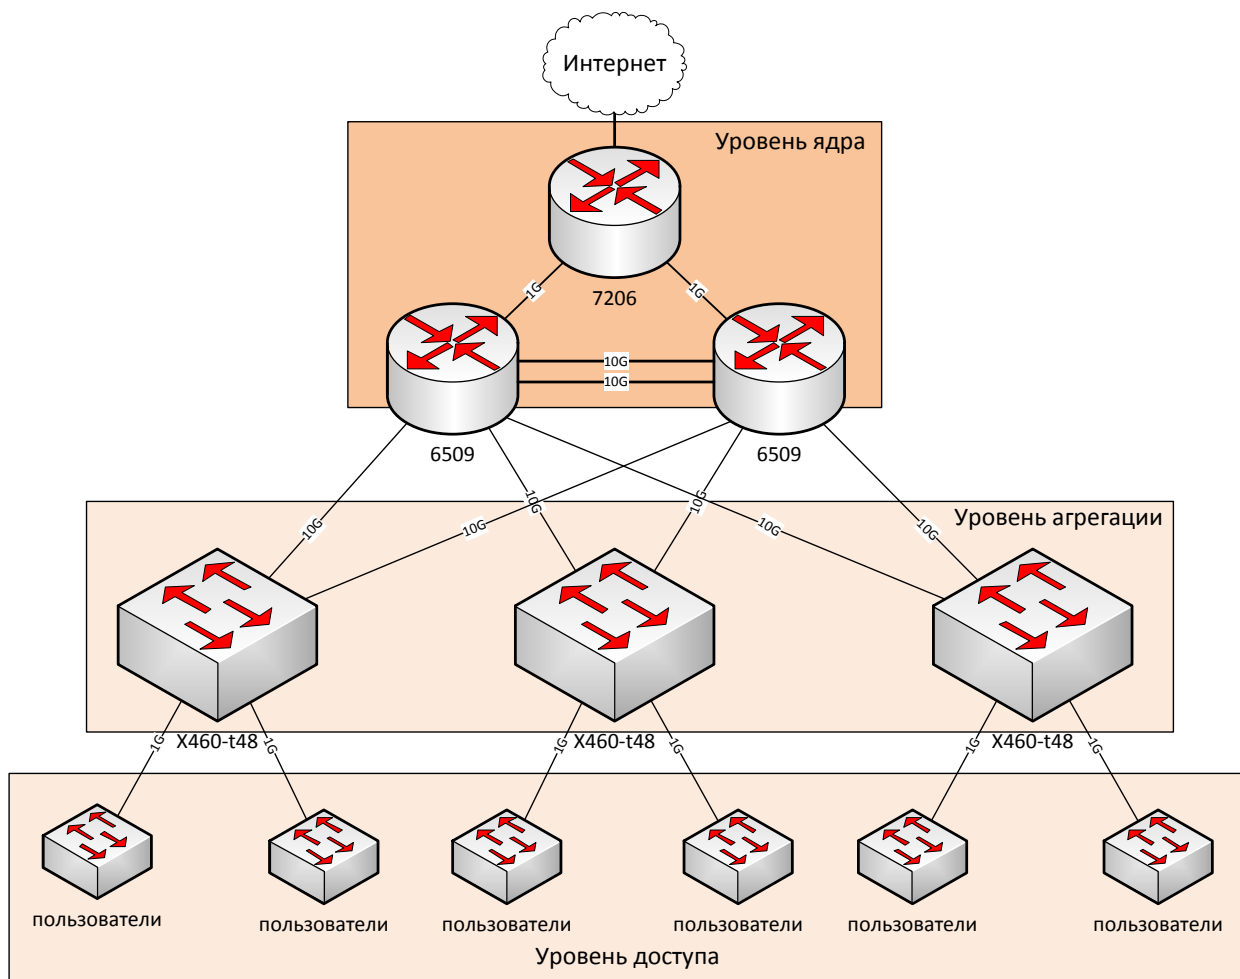 Интернет
Уровень ядра
7206
1G
1G
10G
10G
6509
6509
10G
10G
10G
10G
10G
10G
Уровень агрегации
X460-t48
X460-t48
X460-t48
1G
1G
1G
1G
1G
1G
пользователи
пользователи
пользователи
пользователи
пользователи
пользователи
Уровень доступа